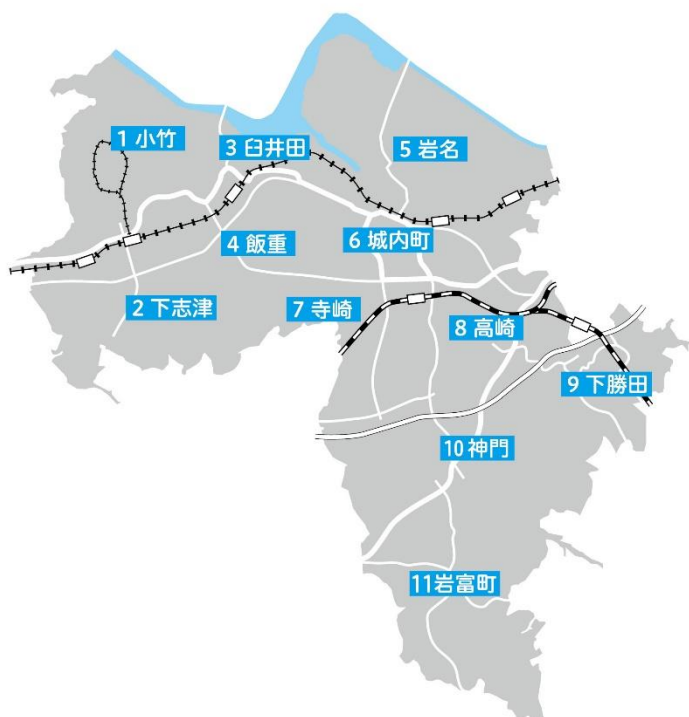 1 小竹
2 下志津
3 臼井田
4 飯重
5 岩名
6 城内町
7 寺崎
8 高崎
9 下勝田
10 神門
11 岩富町